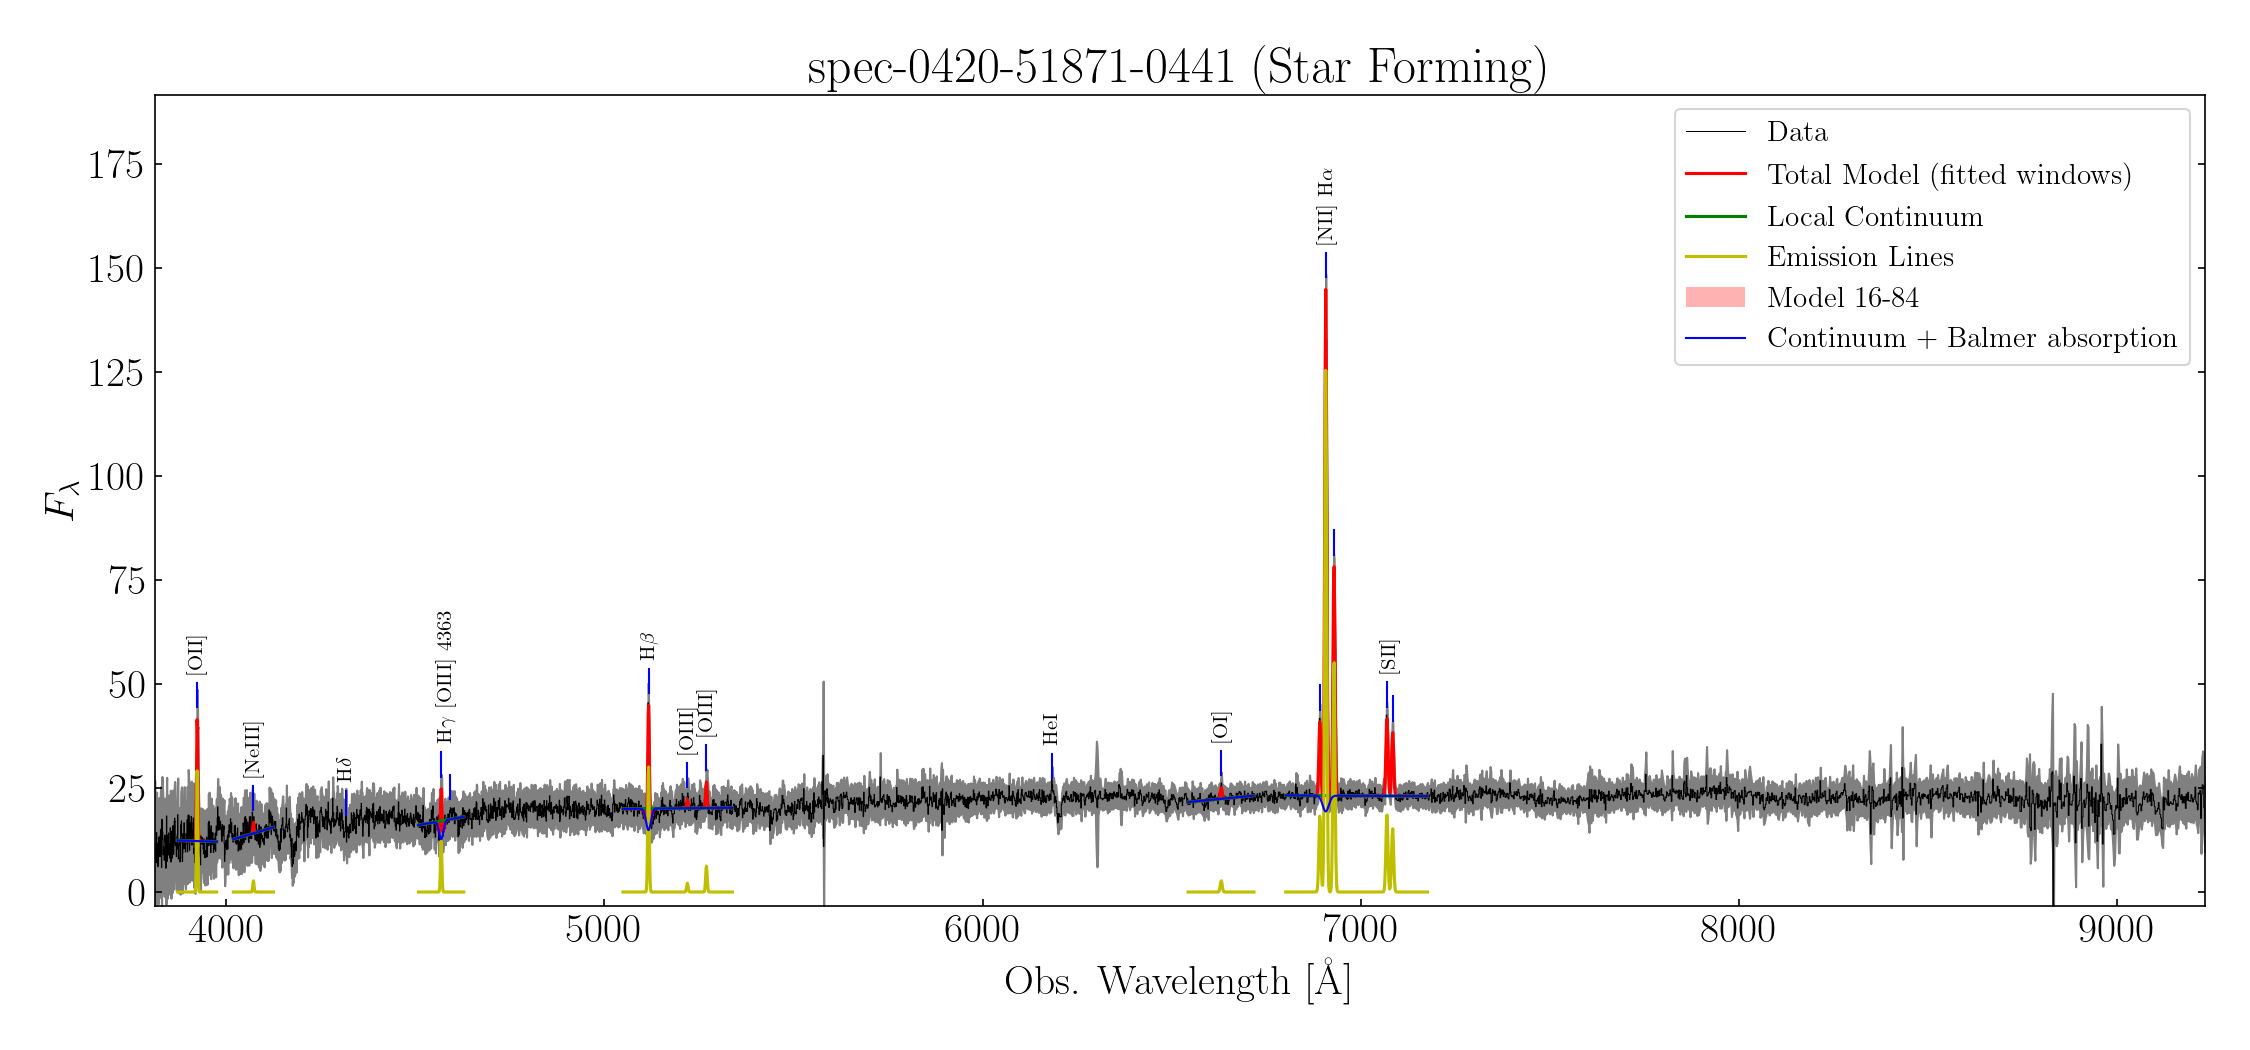 spec-0420-51871-0441 (Star Forming)
Data
Total Model (fitted windows)
Local Continuum
Emission Lines
Model 16-84
Continuum + Balmer absorption
175
150
125
100
75
50
25
0
Fλ
[OII]
[NeIII]
Hδ
Hγ [OIII] 4363
Hβ
[OIII]
[OIII]
HeI
[OI]
[NII] Hα
[SII]
4000 5000 6000 7000 8000 9000
Obs. Wavelength [Å]